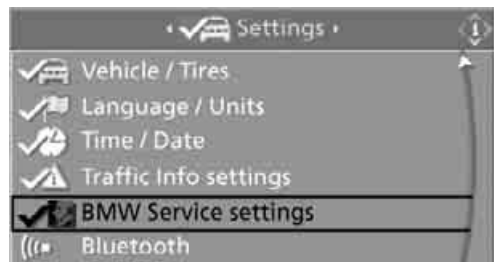 Settings
Vehicle / Tires
Language / Units
Time / Date
Traffic Info settings
BMW Service settings
Bluetooth